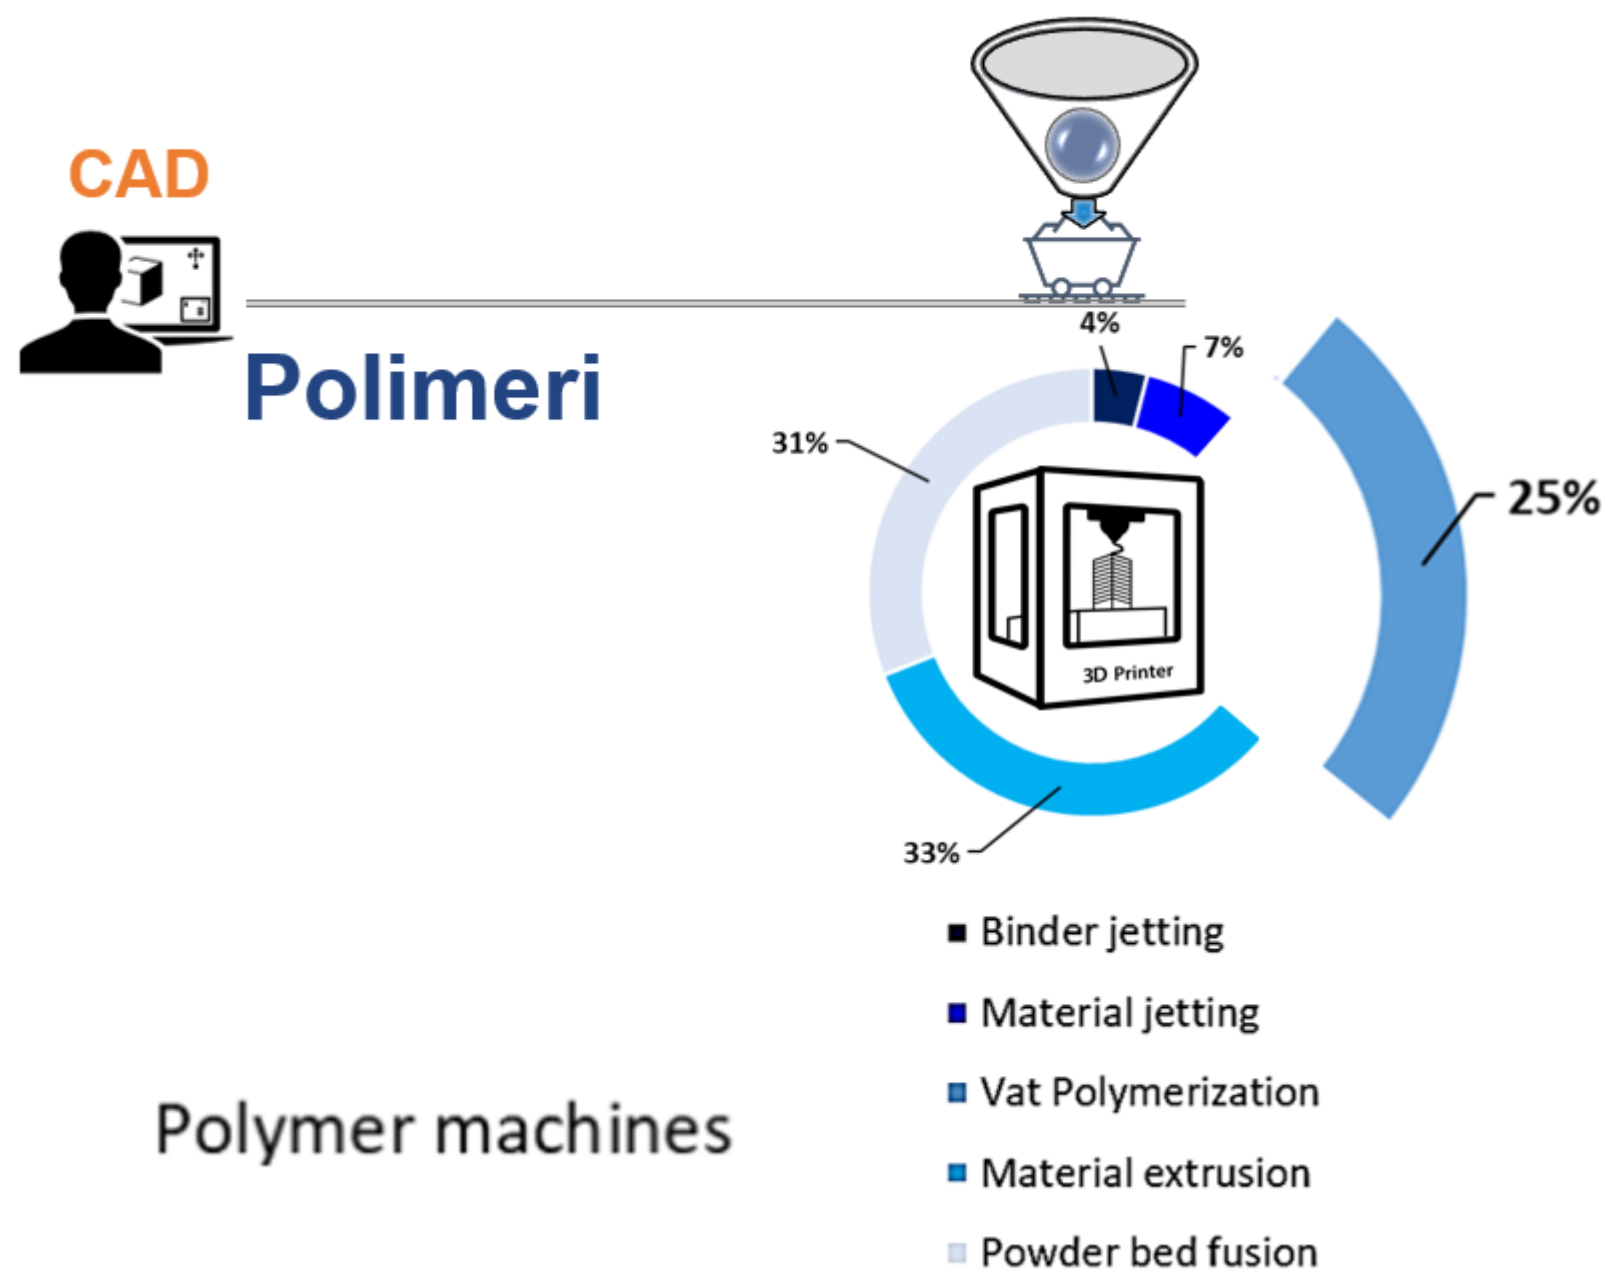 CAD
Polimeri
4%
7%
31%
25%
3D Printer
33%
Binder jetting
Material jetting
Vat Polymerization
Polymer machines
Material extrusion
Powder bed fusion